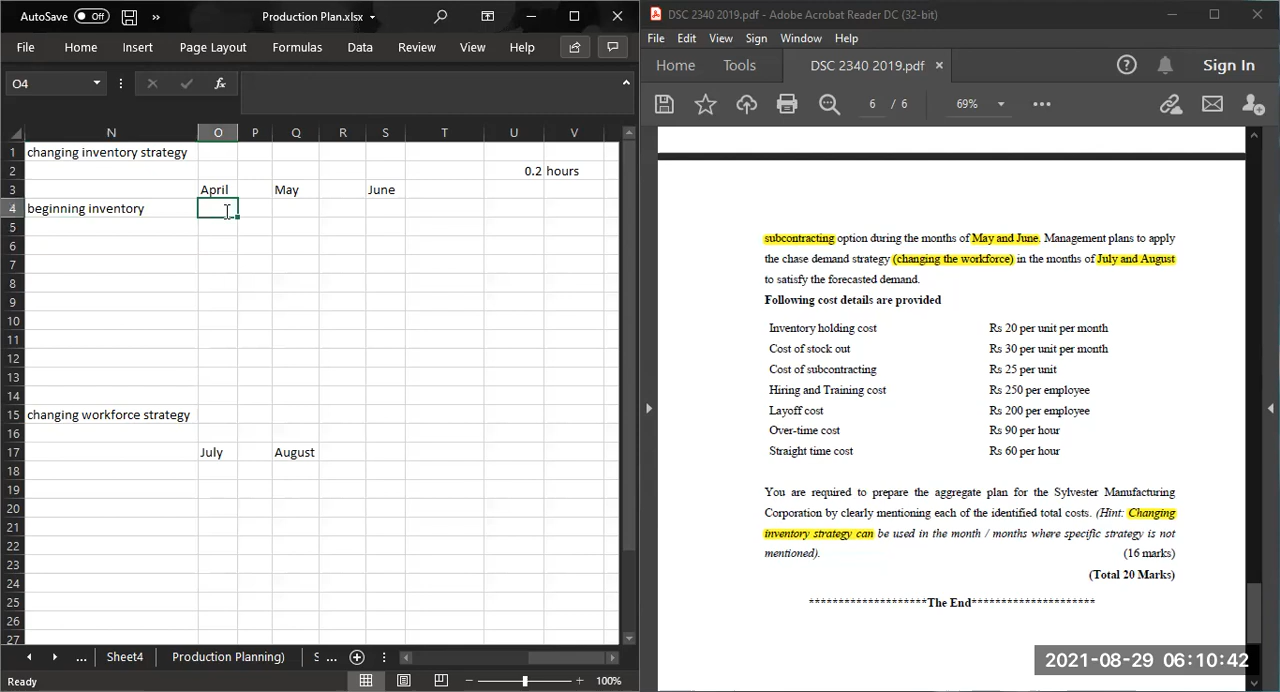 AutoSave Off » Production Plan.xlsx
File Home Insert Page Layout Formulas Data Review View Help
O4 fx
N O P Q R S T U V
1 changing inventory strategy
2 0.2 hours
3 April May June
4 beginning inventory
5
6
7
8
9
10
11
12
13
14
15 changing workforce strategy
16
17 July August
18
19
20
21
22
23
24
25
26
27
... Sheet4 Production Planning) S ...
Ready 100%
DSC 2340 2019.pdf - Adobe Acrobat Reader DC (32-bit)
File Edit View Sign Window Help
Home Tools DSC 2340 2019.pdf × Sign In
6 / 6 69%
subcontracting option during the months of May and June. Management plans to apply
the chase demand strategy (changing the workforce) in the months of July and August
to satisfy the forecasted demand.
Following cost details are provided
Inventory holding cost Rs 20 per unit per month
Cost of stock out Rs 30 per unit per month
Cost of subcontracting Rs 25 per unit
Hiring and Training cost Rs 250 per employee
Layoff cost Rs 200 per employee
Over-time cost Rs 90 per hour
Straight time cost Rs 60 per hour
You are required to prepare the aggregate plan for the Sylvester Manufacturing
Corporation by clearly mentioning each of the identified total costs. (Hint: Changing
inventory strategy can be used in the month / months where specific strategy is not
mentioned). (16 marks)
(Total 20 Marks)
********************The End*********************
2021-08-29 06:10:42